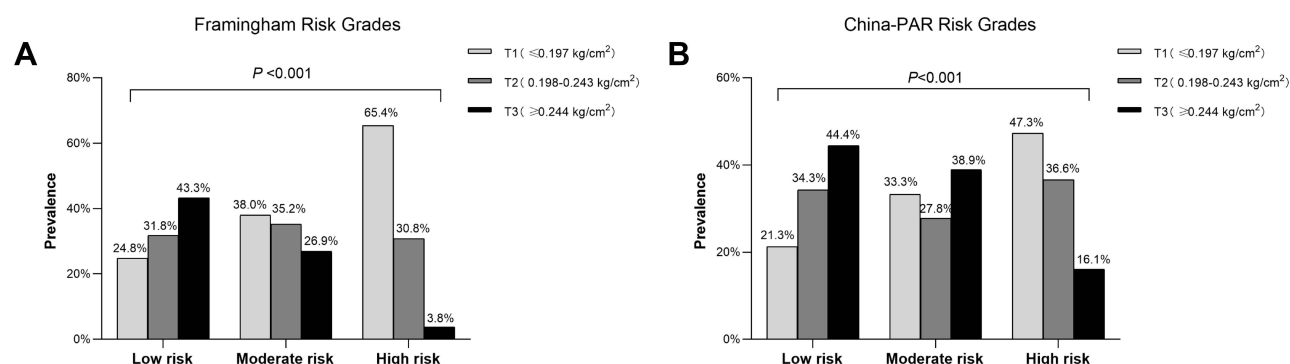 Framingham Risk Grades
A
T1( ≤0.197 kg/cm²)
T2( 0.198-0.243 kg/cm²)
T3( ≥0.244 kg/cm²)
P <0.001
80%
60%
40%
20%
0%
Prevalence
24.8%
31.8%
43.3%
38.0%
35.2%
26.9%
65.4%
30.8%
3.8%
Low risk
Moderate risk
High risk
China-PAR Risk Grades
B
T1( ≤0.197 kg/cm²)
T2( 0.198-0.243 kg/cm²)
T3( ≥0.244 kg/cm²)
P<0.001
60%
40%
20%
0%
Prevalence
21.3%
34.3%
44.4%
33.3%
27.8%
38.9%
47.3%
36.6%
16.1%
Low risk
Moderate risk
High risk